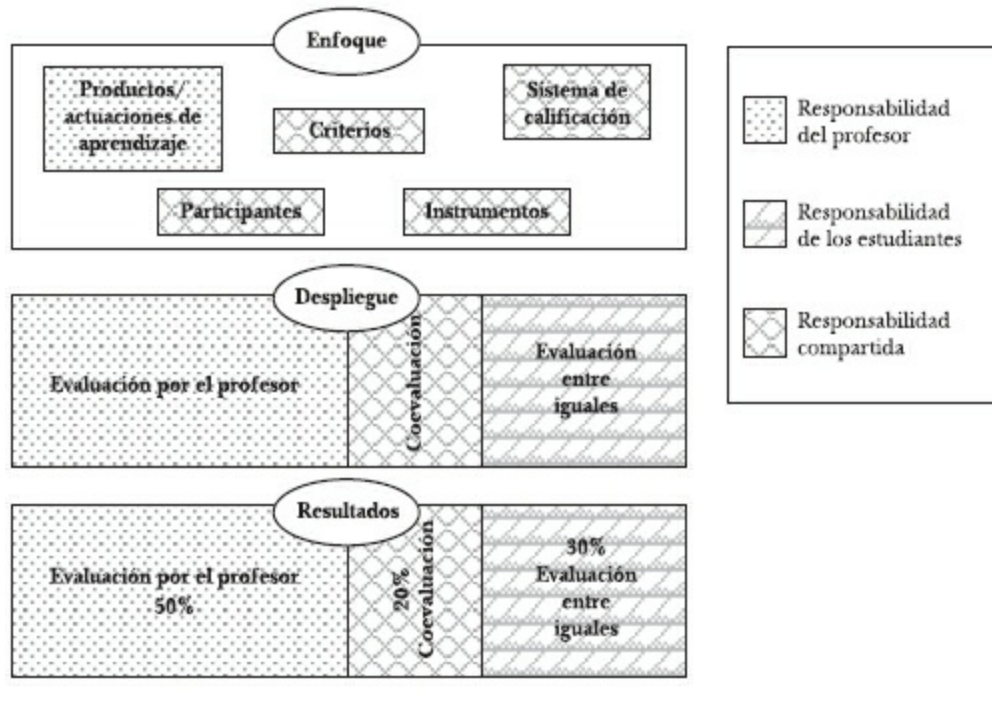 Enfoque
Productos/
actuaciones de
aprendizaje
Criterios
Sistema de
calificación
Participantes
Instrumentos
Despliegue
Evaluación por el profesor
Coevaluación
Evaluación
entre
iguales
Resultados
Evaluación por el profesor
50%
20%
Coevaluación
30%
Evaluación
entre
iguales
Responsabilidad
del profesor
Responsabilidad
de los estudiantes
Responsabilidad
compartida